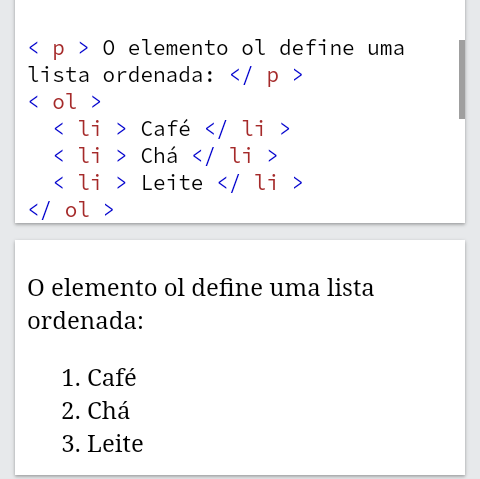 < p > O elemento ol define uma
lista ordenada: </ p >
< ol >
< li > Café </ li >
< li > Chá </ li >
< li > Leite </ li >
</ ol >
O elemento ol define uma lista
ordenada:
1. Café
2. Chá
3. Leite